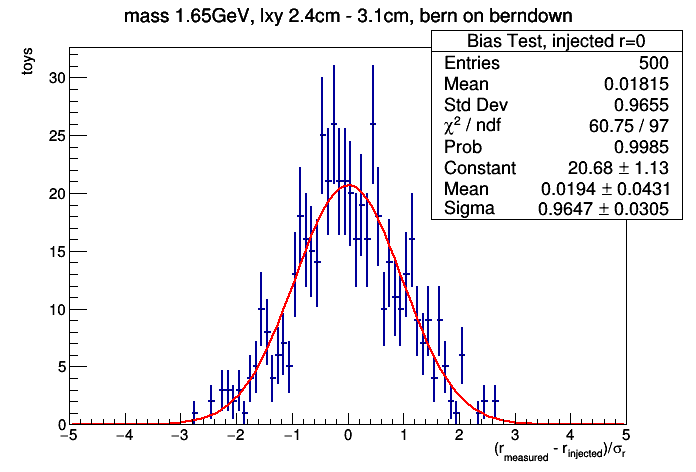 mass 1.65GeV, lxy 2.4cm - 3.1cm, bern on berndown
Bias Test, injected r=0
Entries 500
Mean 0.01815
Std Dev 0.9655
χ² / ndf 60.75 / 97
Prob 0.9985
Constant 20.68 ± 1.13
Mean 0.0194 ± 0.0431
Sigma 0.9647 ± 0.0305
toys
30
25
20
15
10
5
0
−5 −4 −3 −2 −1 0 1 2 3 4 5
(r_measured - r_injected)/σ_r